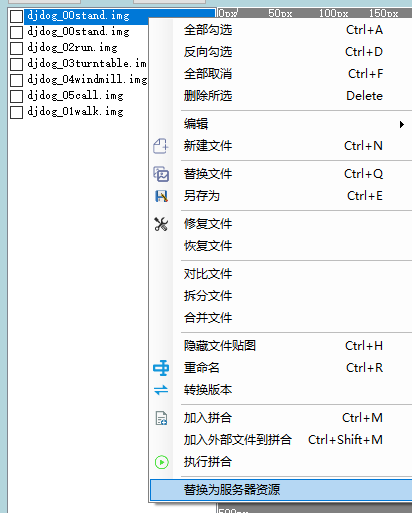 djdog_00stand.img
djdog_00stand.img
djdog_02run.img
djdog_03turntable.im
djdog_04windmill.img
djdog_05call.img
djdog_01walk.img
0px 50px 100px 150px
全部勾选 Ctrl+A
反向勾选 Ctrl+D
全部取消 Ctrl+F
删除所选 Delete
编辑
新建文件 Ctrl+N
替换文件 Ctrl+Q
另存为 Ctrl+E
修复文件
恢复文件
对比文件
拆分文件
合并文件
隐藏文件贴图 Ctrl+H
重命名 Ctrl+R
转换版本
加入拼合 Ctrl+M
加入外部文件到拼合 Ctrl+Shift+M
执行拼合
替换为服务器资源